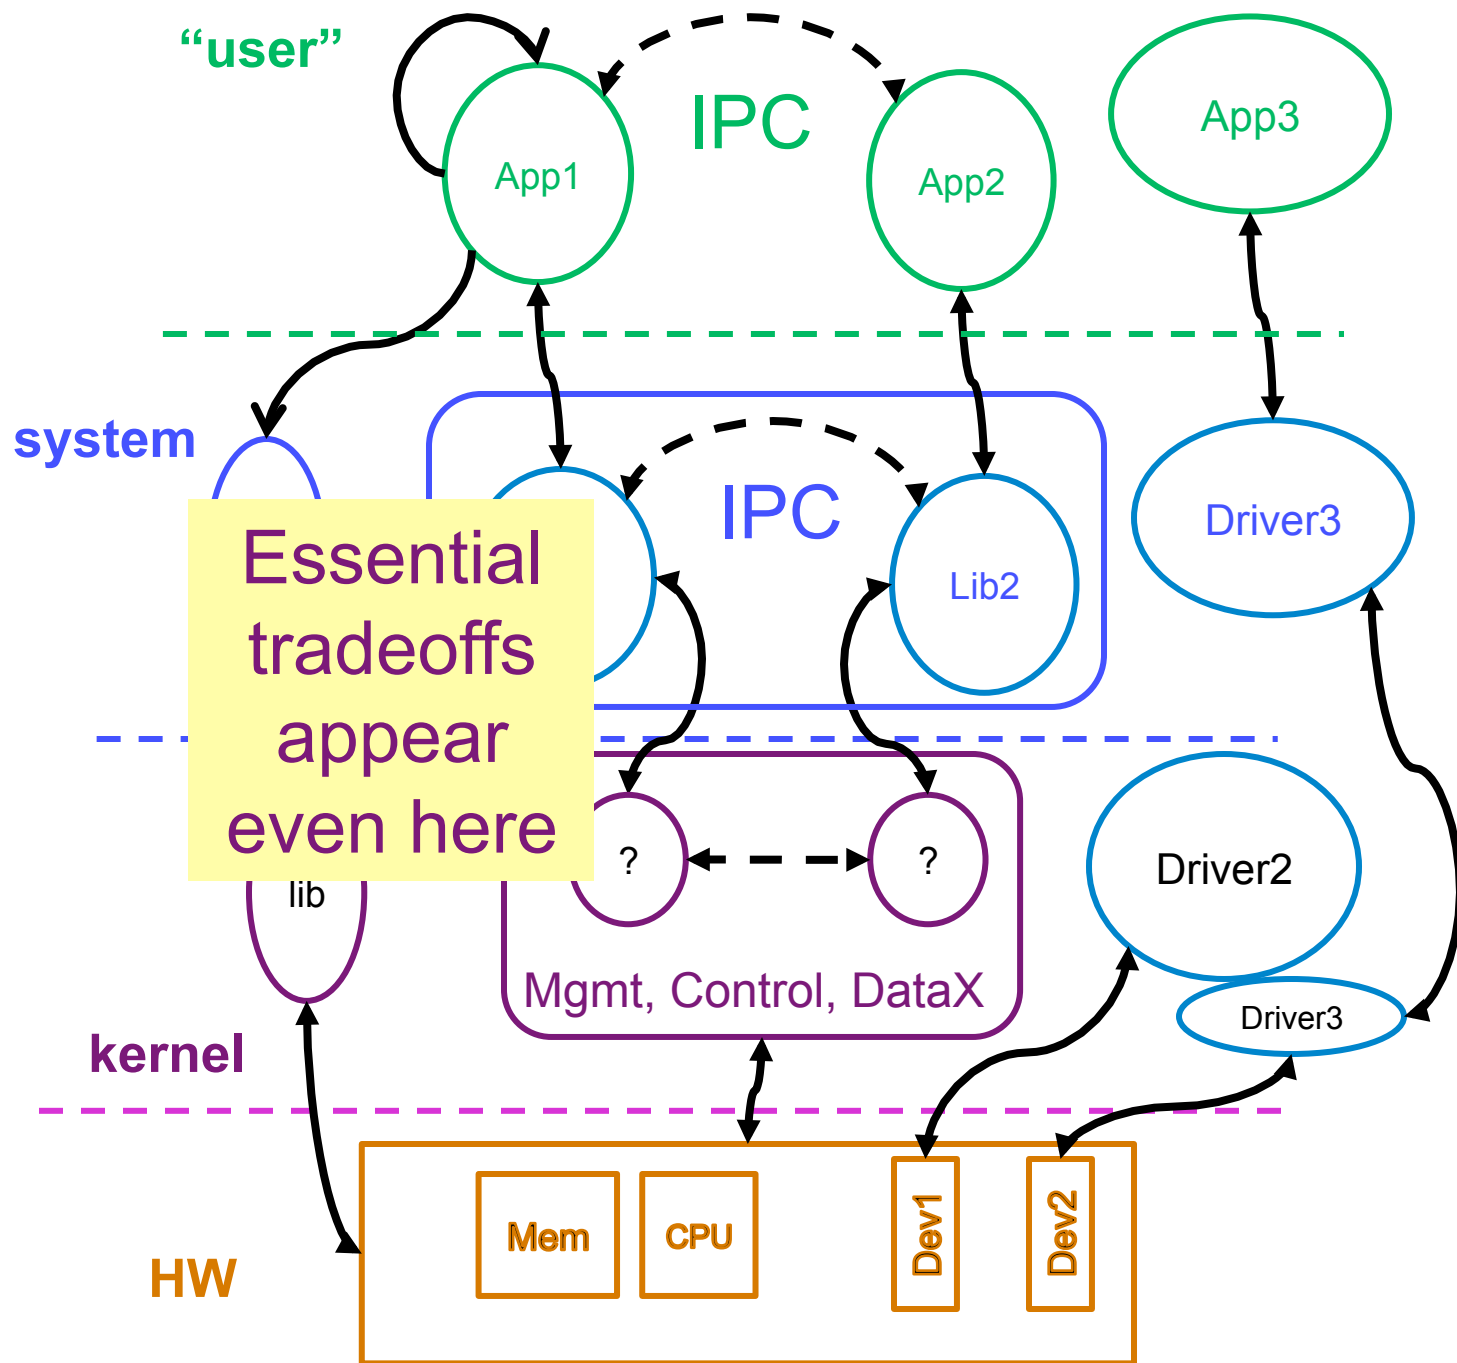 “user”
IPC
App1
App2
App3
system
IPC
Lib2
Driver3
Essential
tradeoffs
appear
even here
?
?
lib
Driver2
Mgmt, Control, DataX
Driver3
kernel
Mem
CPU
Dev1
Dev2
HW